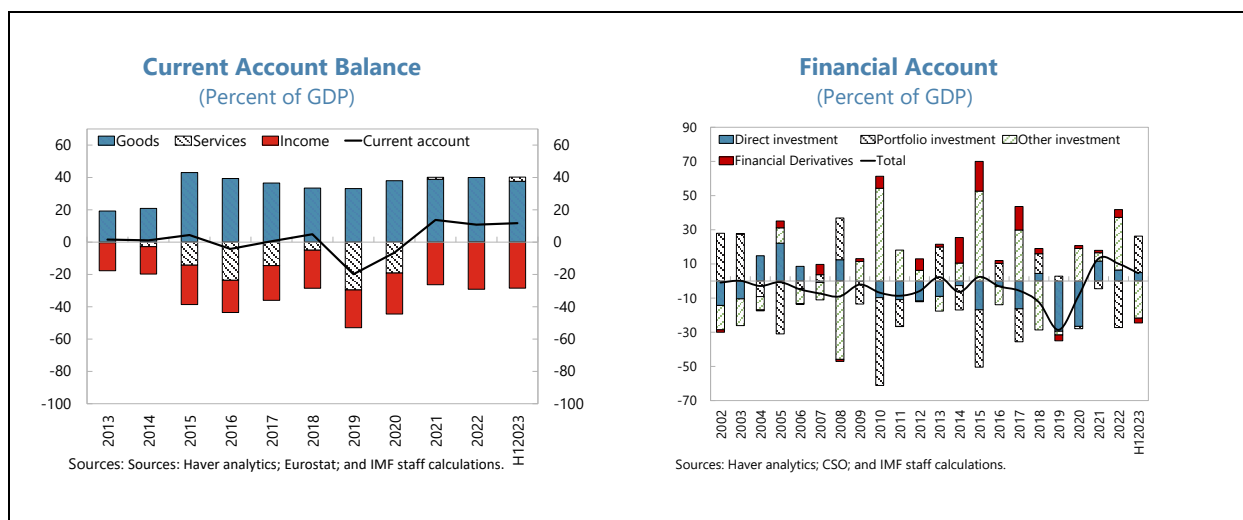 Current Account Balance
(Percent of GDP)
Goods Services Income Current account
60 60
40 40
20 20
0 0
-20 -20
-40 -40
-60 -60
-80 -80
-100 -100
2013 2014 2015 2016 2017 2018 2019 2020 2021 2022 H12023
Sources: Sources: Haver analytics; Eurostat; and IMF staff calculations.
Financial Account
(Percent of GDP)
Direct investment Portfolio investment Other investment
Financial Derivatives Total
90
70
50
30
10
-10
-30
-50
-70
2002 2003 2004 2005 2006 2007 2008 2009 2010 2011 2012 2013 2014 2015 2016 2017 2018 2019 2020 2021 2022 H12023
Sources: Haver analytics; CSO; and IMF staff calculations.